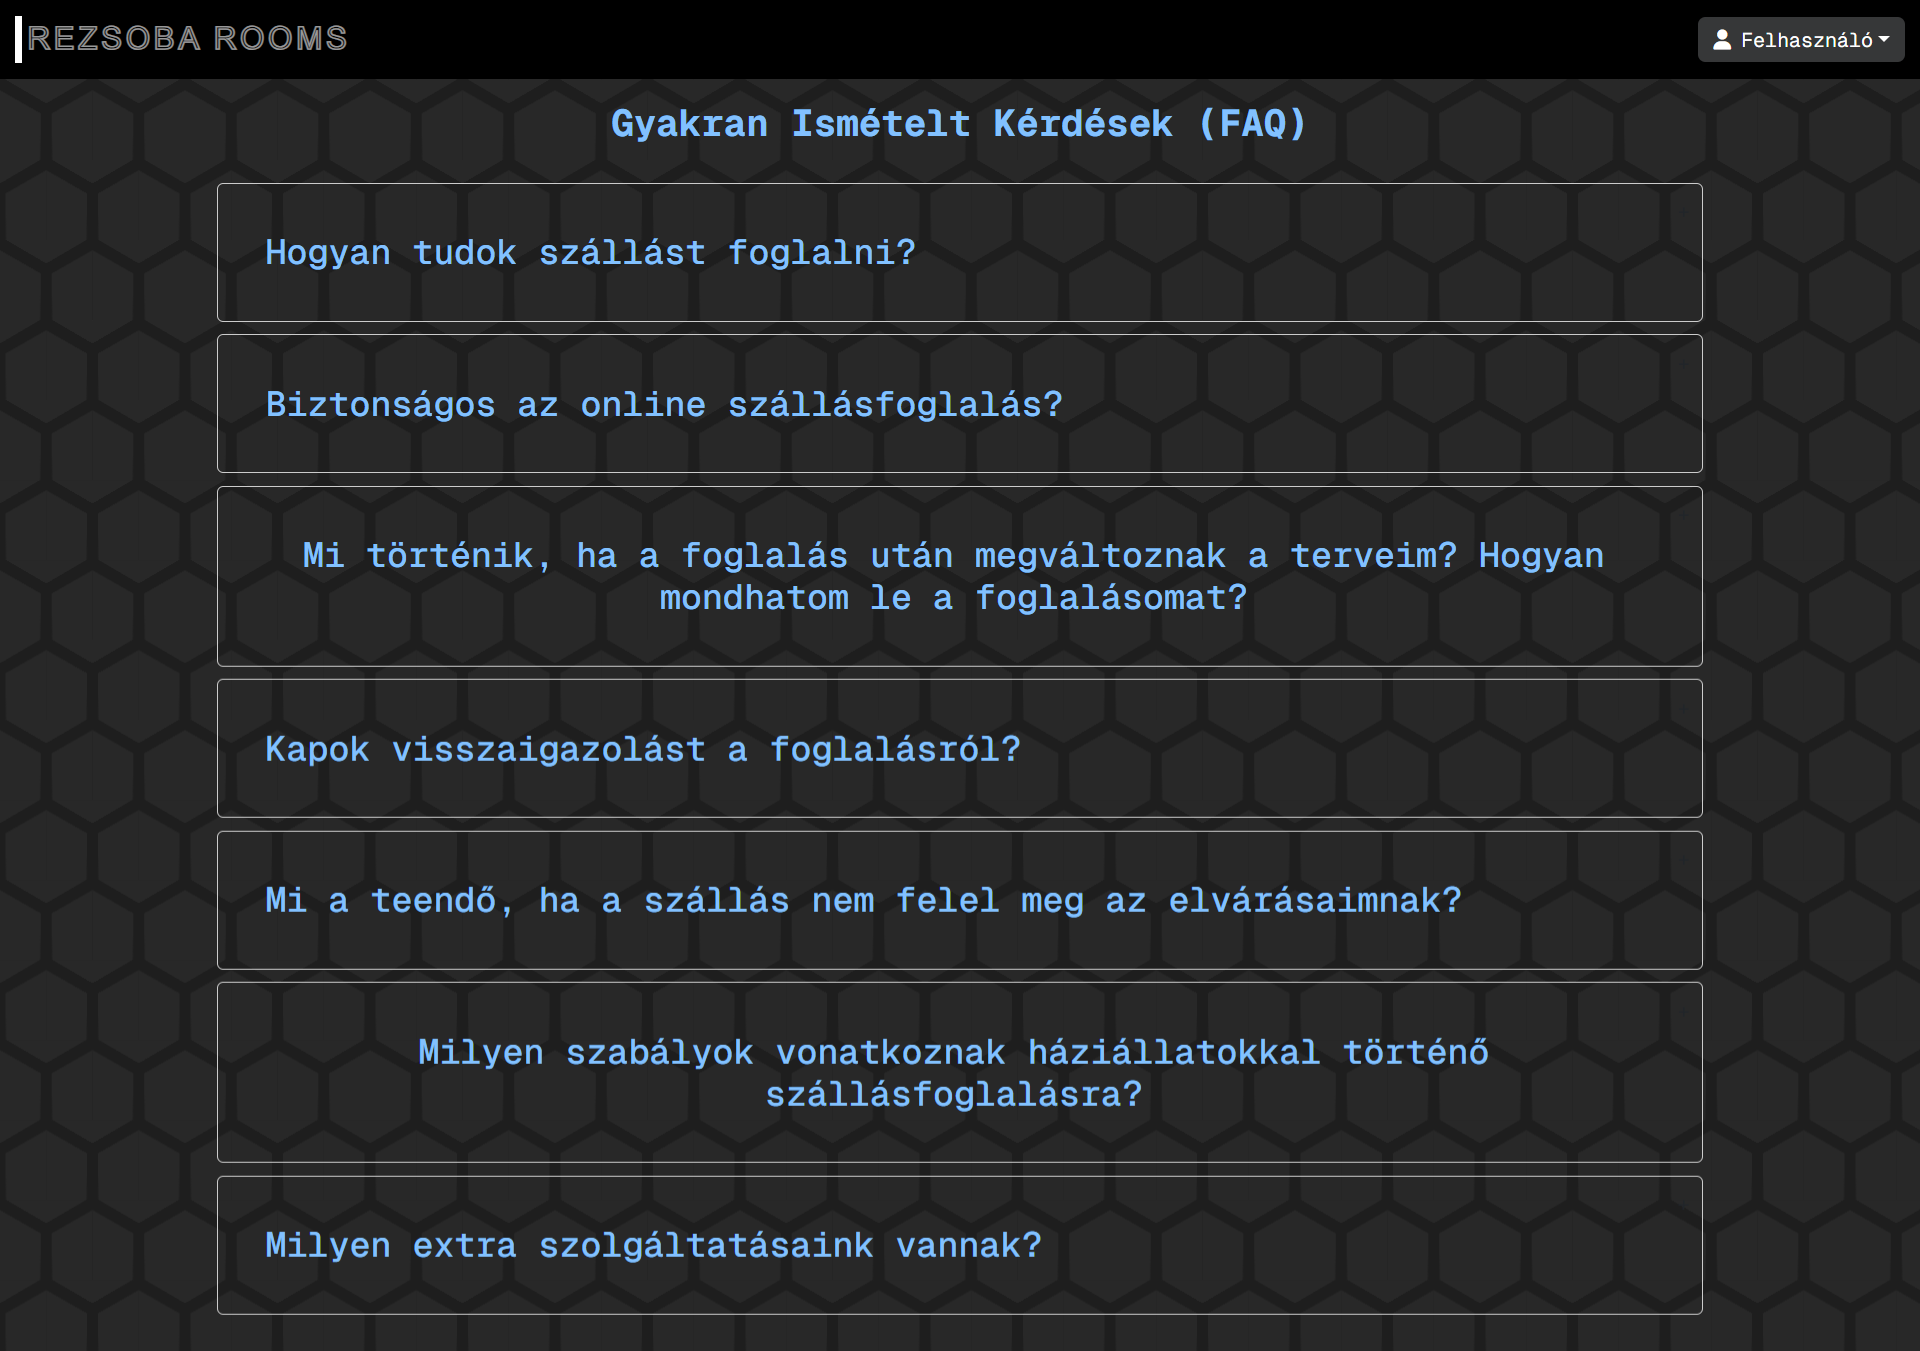 REZSOBA ROOMS
Felhasználó
Gyakran Ismételt Kérdések (FAQ)
Hogyan tudok szállást foglalni?
Biztonságos az online szállásfoglalás?
Mi történik, ha a foglalás után megváltoznak a terveim? Hogyan
mondhatom le a foglalásomat?
Kapok visszaigazolást a foglalásról?
Mi a teendő, ha a szállás nem felel meg az elvárásaimnak?
Milyen szabályok vonatkoznak háziállatokkal történő
szállásfoglalásra?
Milyen extra szolgáltatásaink vannak?